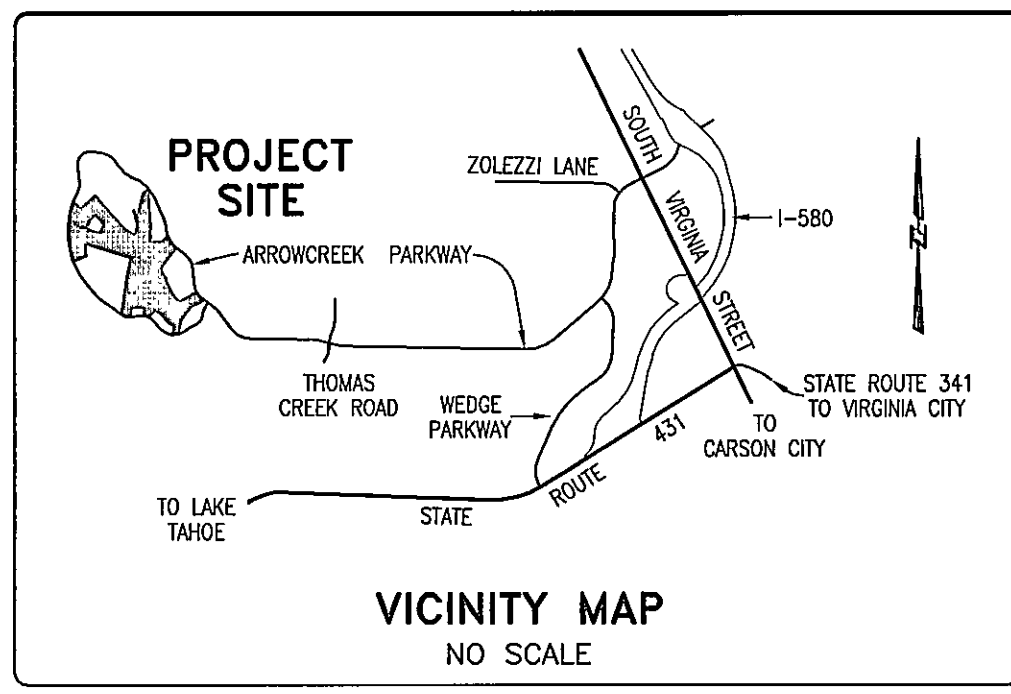 PROJECT
SITE
ZOLEZZI LANE
SOUTH
VIRGINIA
STREET
I-580
ARROWCREEK PARKWAY
N
THOMAS
CREEK ROAD
WEDGE
PARKWAY
STATE ROUTE 341
TO VIRGINIA CITY
TO
CARSON CITY
TO LAKE
TAHOE
STATE
ROUTE
431
VICINITY MAP
NO SCALE